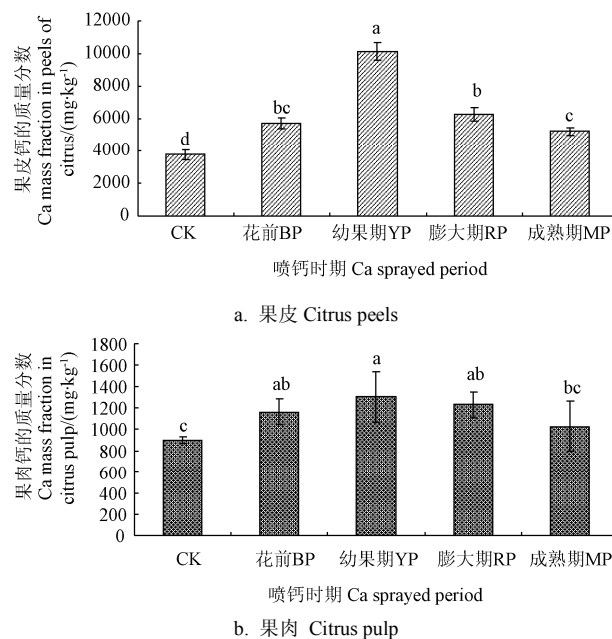 果皮钙的质量分数
Ca mass fraction in peels of
citrus/(mg·kg-1)
12000
10000
8000
6000
4000
2000
0
d
bc
a
b
c
CK
花前BP
幼果期YP
膨大期RP
成熟期MP
喷钙时期 Ca sprayed period
a. 果皮 Citrus peels
果肉钙的质量分数
Ca mass fraction in
citrus pulp/(mg·kg-1)
1800
1600
1400
1200
1000
800
600
400
200
0
c
ab
a
ab
bc
CK
花前BP
幼果期YP
膨大期RP
成熟期MP
喷钙时期 Ca sprayed period
b. 果肉 Citrus pulp